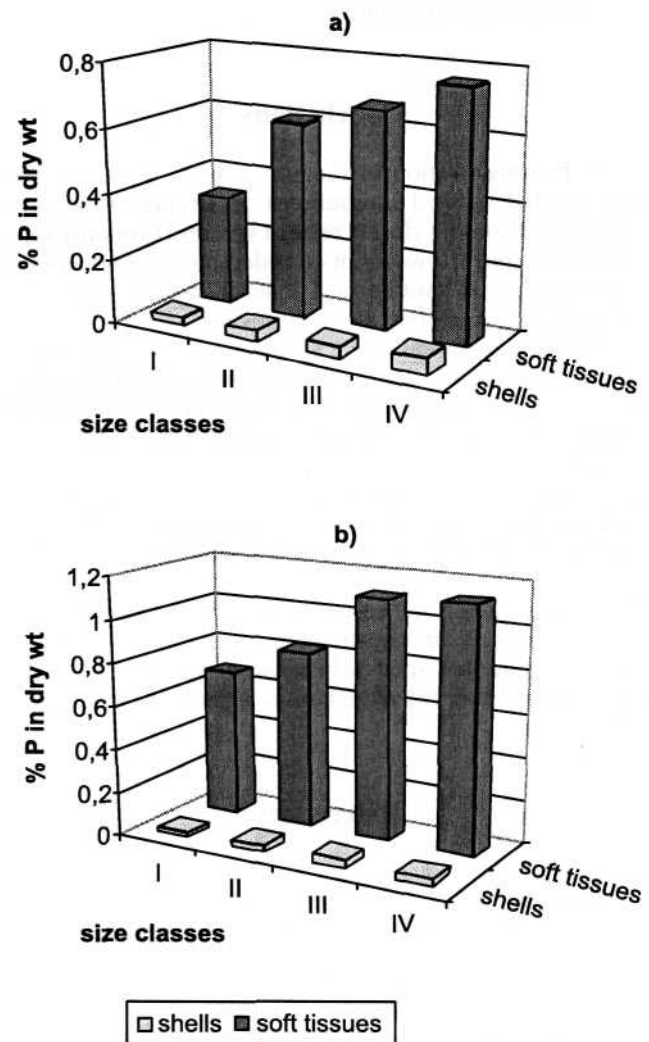 a)
% P in dry wt
0,8
0,6
0,4
0,2
0
I
II
III
IV
soft tissues
shells
size classes
b)
% P in dry wt
1,2
1
0,8
0,6
0,4
0,2
0
I
II
III
IV
soft tissues
shells
size classes
shells soft tissues